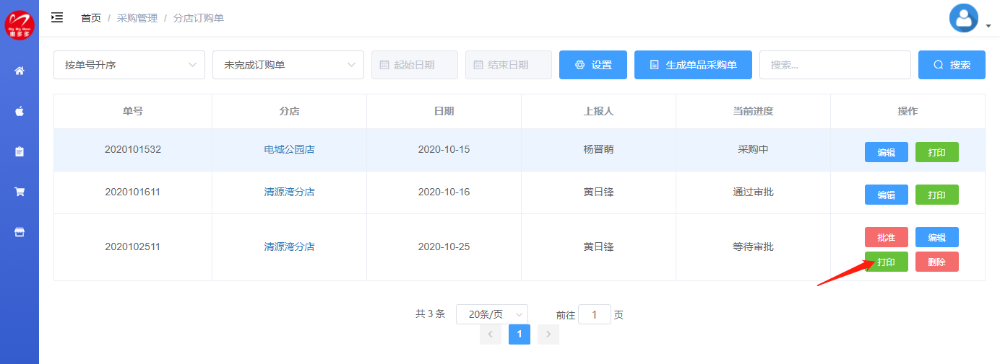 首页 / 采购管理 / 分店订购单
按单号升序 未完成订购单 起始日期 结束日期 设置 生成单品采购单 搜索... 搜索
单号 分店 日期 上报人 当前进度 操作
2020101532 电城公园店 2020-10-15 杨晋萌 采购中 编辑 打印
2020101611 清源湾分店 2020-10-16 黄日锋 通过审批 编辑 打印
2020102511 清源湾分店 2020-10-25 黄日锋 等待审批 批准 编辑
打印 删除
共 3 条 20条/页 前往 1 页
1